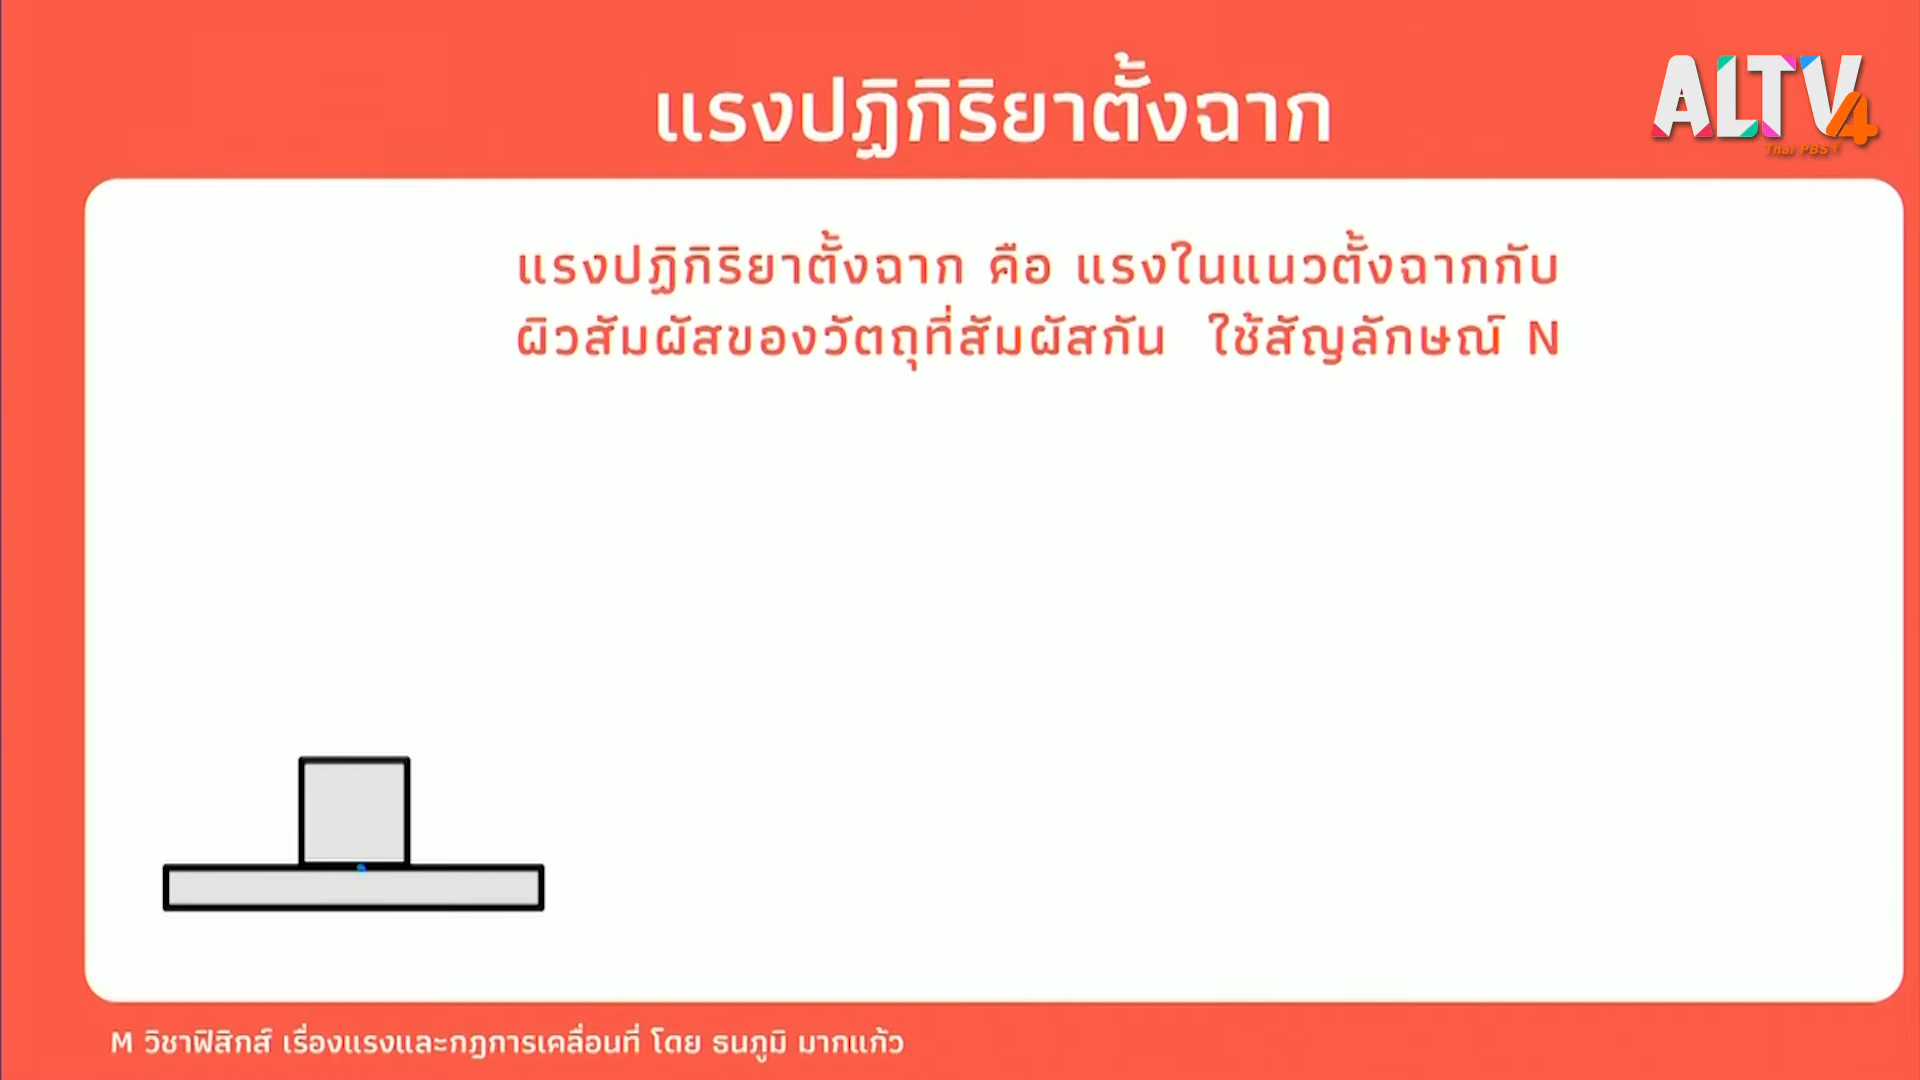 แรงปฏิกิริยาตั้งฉาก
ALTV4
Thai PBS
แรงปฏิกิริยาตั้งฉาก คือ แรงในแนวตั้งฉากกับ
ผิวสัมผัสของวัตถุที่สัมผัสกัน ใช้สัญลักษณ์ N
M วิชาฟิสิกส์ เรื่องแรงและกฎการเคลื่อนที่ โดย ธนภูมิ มากแก้ว